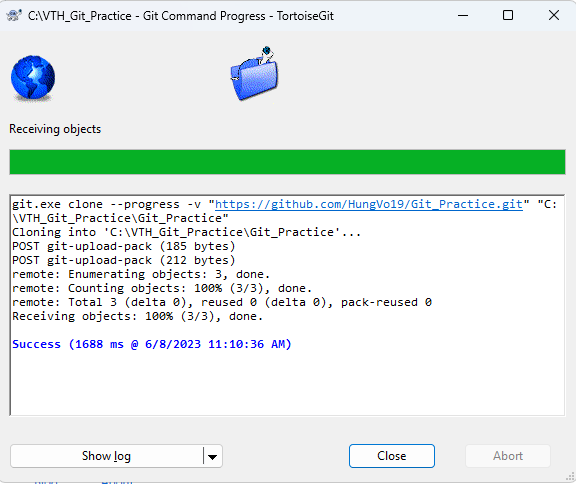 C:\VTH_Git_Practice - Git Command Progress - TortoiseGit
Receiving objects
git.exe clone --progress -v "https://github.com/HungVo19/Git_Practice.git" "C:
\VTH_Git_Practice\Git_Practice"
Cloning into 'C:\VTH_Git_Practice\Git_Practice'...
POST git-upload-pack (185 bytes)
POST git-upload-pack (212 bytes)
remote: Enumerating objects: 3, done.
remote: Counting objects: 100% (3/3), done.
remote: Total 3 (delta 0), reused 0 (delta 0), pack-reused 0
Receiving objects: 100% (3/3), done.
Success (1688 ms @ 6/8/2023 11:10:36 AM)
Show log
Close
Abort